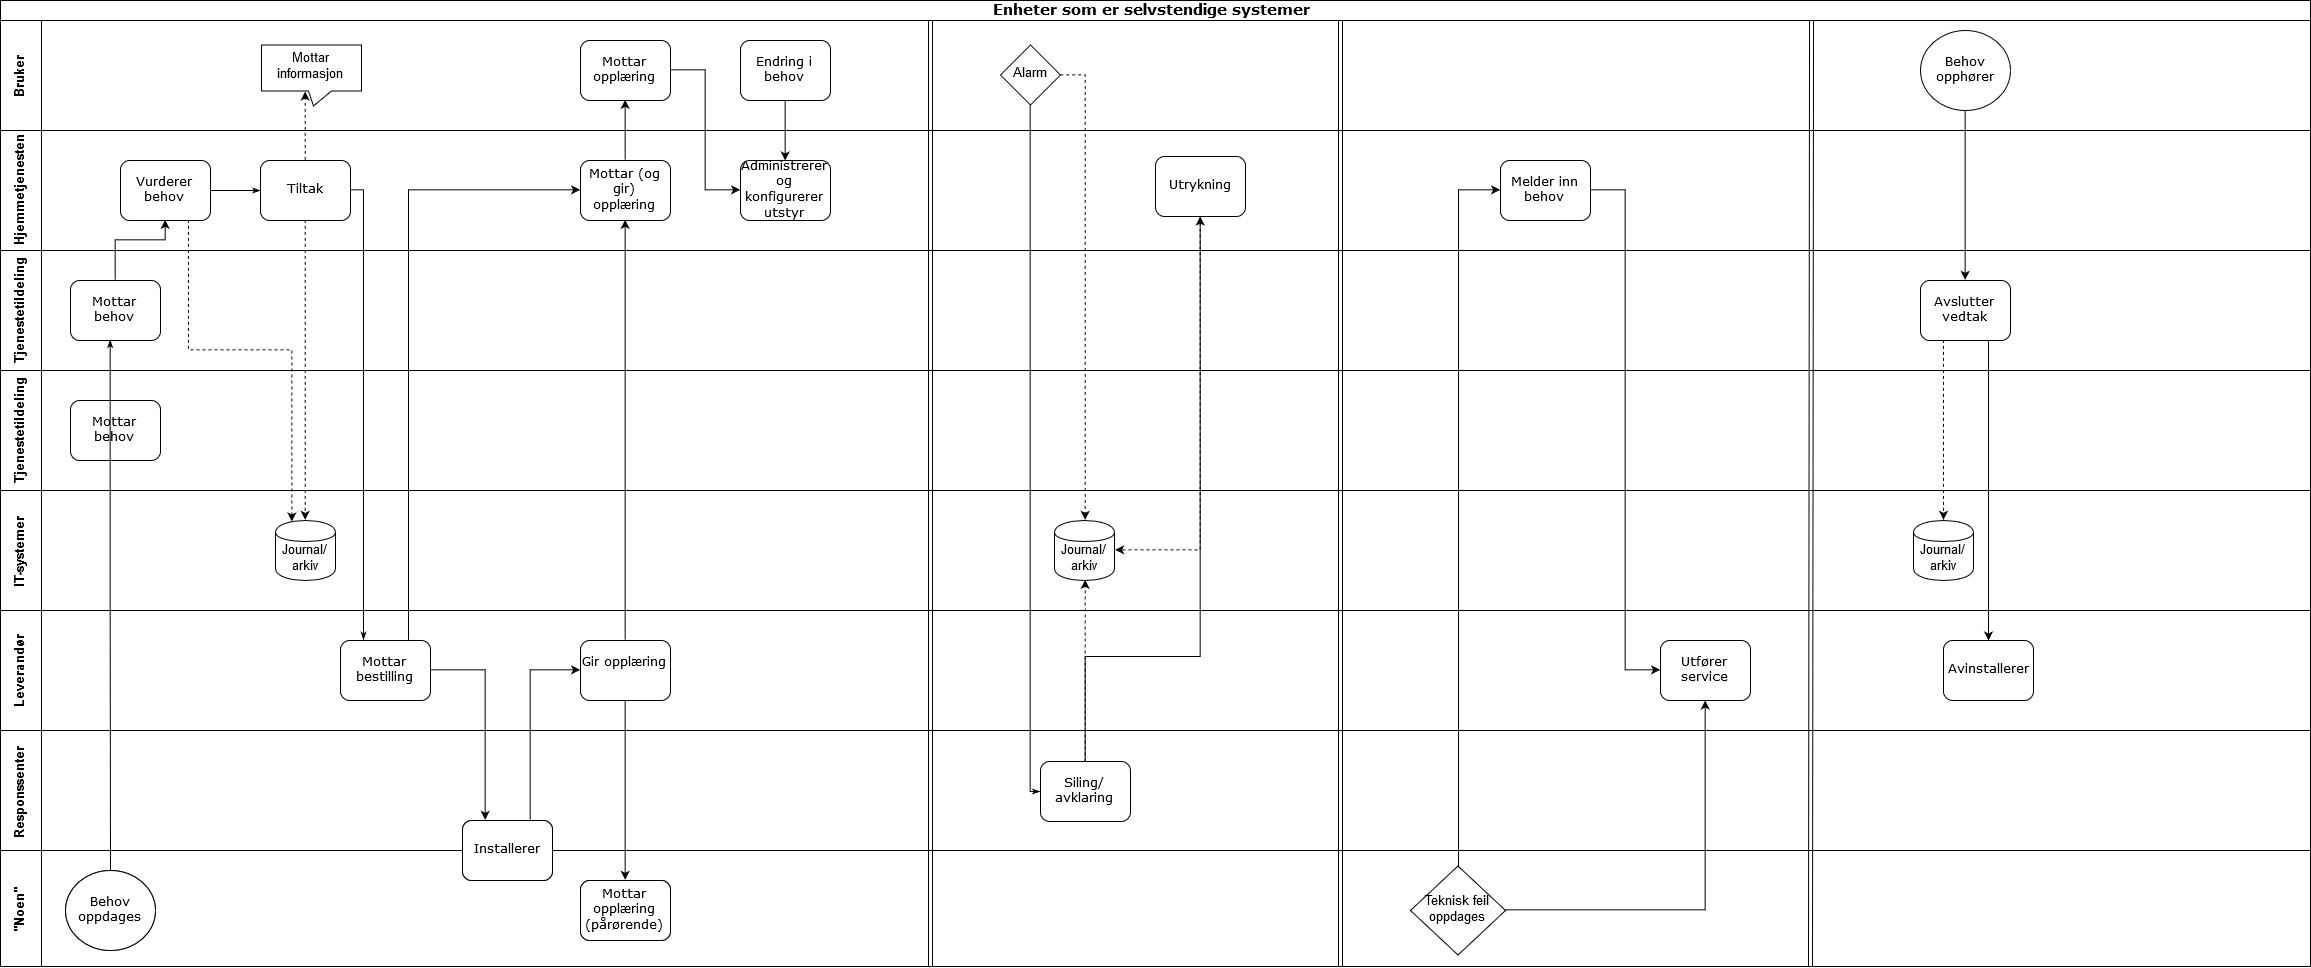 Enheter som er selvstendige systemer
Bruker
Mottar
informasjon
Mottar
opplæring
Endring i
behov
Alarm
Behov
opphører
Hjemmetjenesten
Vurderer
behov
Tiltak
Mottar (og
gir)
opplæring
Administrerer
og
konfigurerer
utstyr
Utrykning
Melder inn
behov
Tjenestetildeling
Mottar
behov
Avslutter
vedtak
Tjenestetildeling
Mottar
behov
IT-systemer
Journal/
arkiv
Journal/
arkiv
Journal/
arkiv
Leverandør
Mottar
bestilling
Gir opplæring
Utfører
service
Avinstallerer
Responssenter
Siling/
avklaring
Installerer
"Noen"
Behov
oppdages
Mottar
opplæring
(pårørende)
Teknisk feil
oppdages